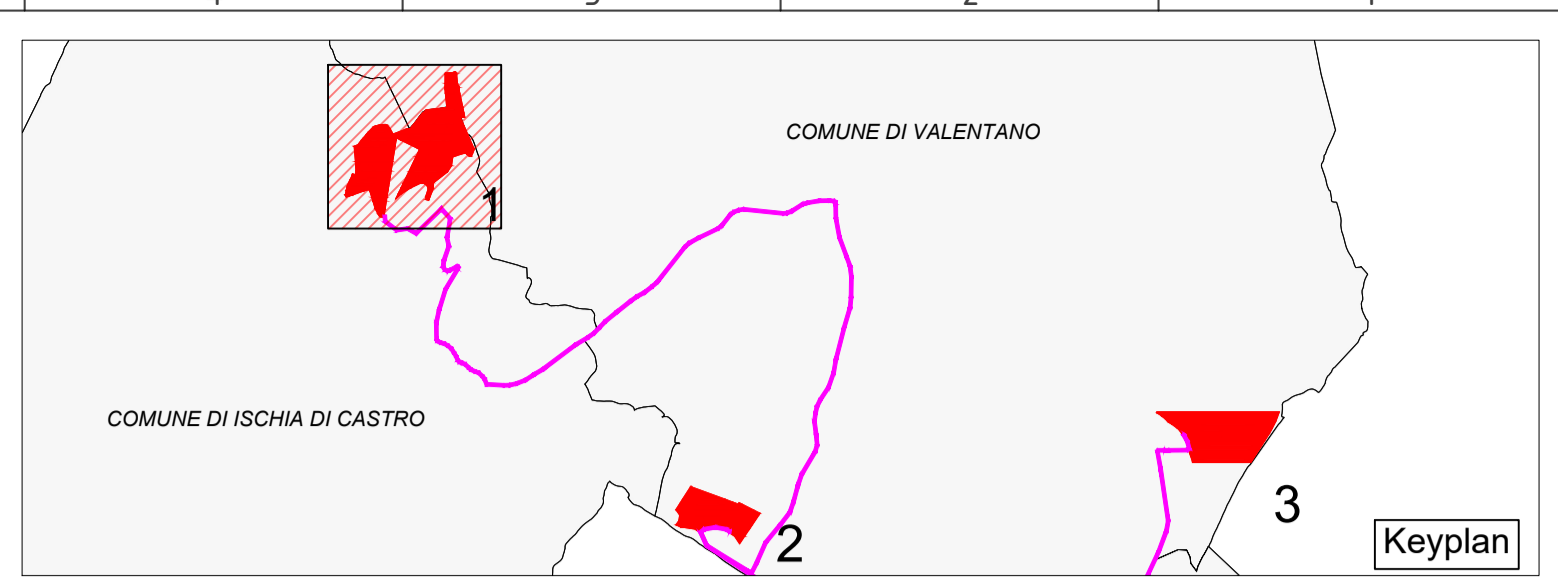 COMUNE DI VALENTANO
1
COMUNE DI ISCHIA DI CASTRO
2
3
Keyplan